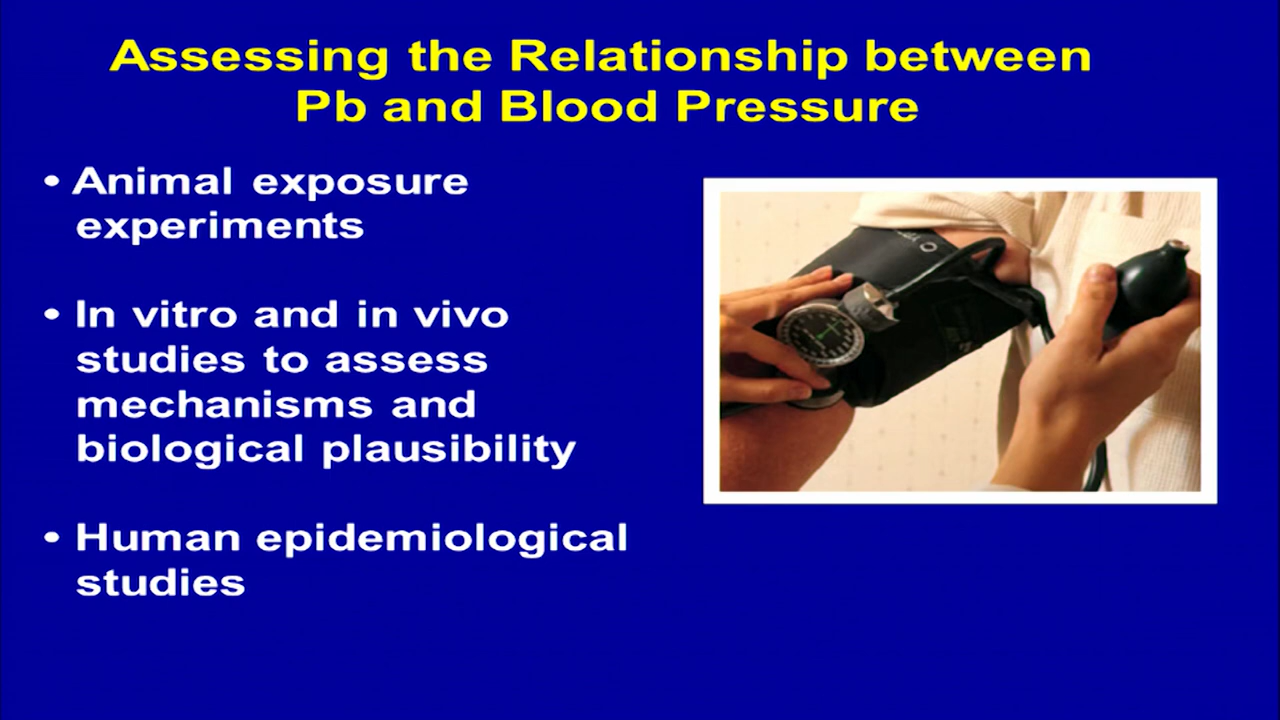 Assessing the Relationship between
Pb and Blood Pressure
• Animal exposure
experiments
• In vitro and in vivo
studies to assess
mechanisms and
biological plausibility
• Human epidemiological
studies